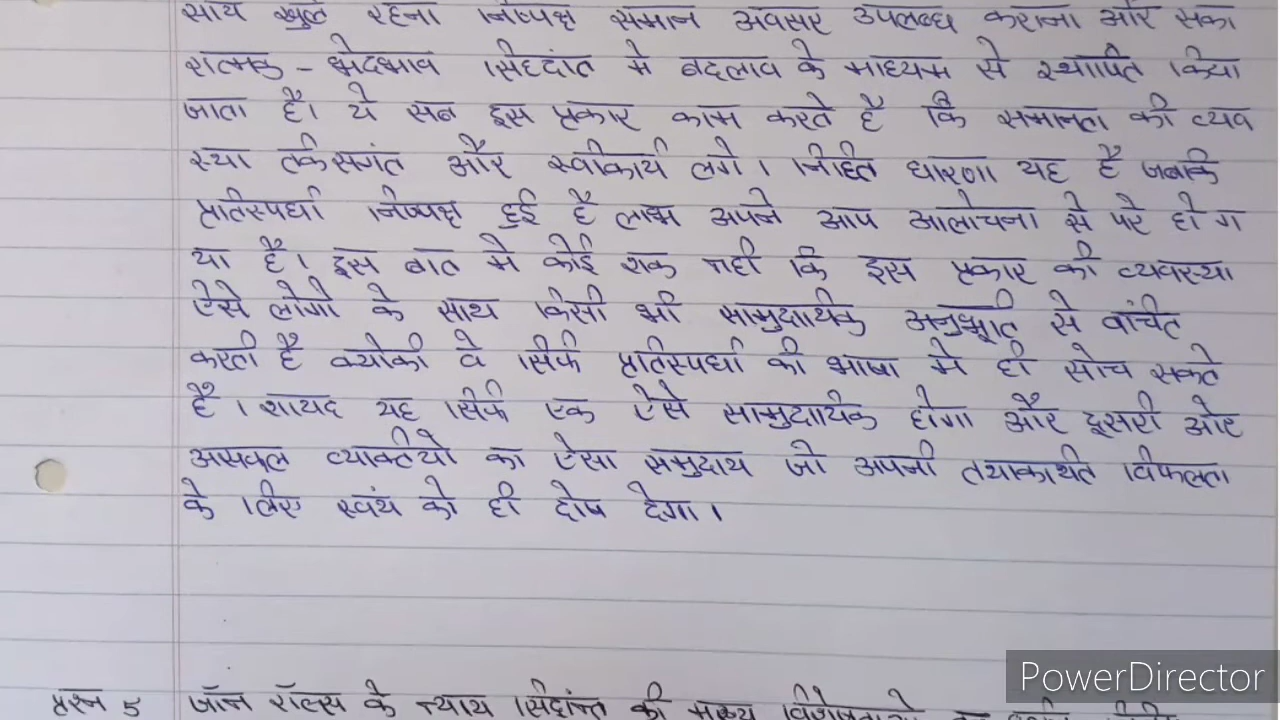 साथ खुले रहना निष्पक्ष समान अवसर उपलब्ध कराना और सका
रात्मक - भेदभाव सिध्दांत मे बदलाव के माध्यम से स्थापित किया
जाता है। ये सब इस प्रकार काम करते है कि समानता की व्यव
स्था तर्कसगंत और स्वीकार्य लगे। निहित धारणा यह है जबकि
प्रतिस्पर्धा निष्पक्ष हुई है लाभ अपने आप आलोचना से परे हो ग
या है। इस बात मे कोई शक नही कि इस प्रकार की व्यवस्था
ऐसे लोगो के साथ किसी भी सामुदायिक अनुभूति से वंचित
करती है क्योकी वे सिर्फ प्रतिस्पर्धा की भाषा मे ही सोच सकते
है। शायद यह सिर्फ एक ऐसे सामुदायिक होगा और दूसरी ओर
असफल व्यक्तियो का ऐसा समुदाय जो अपनी तथाकथित विफलता
के लिए स्वंय को ही दोष देगा।
प्रश्न 5 जॉन रॉल्स के न्याय सिद्वांत की मुख्य विशेषताओ
PowerDirector